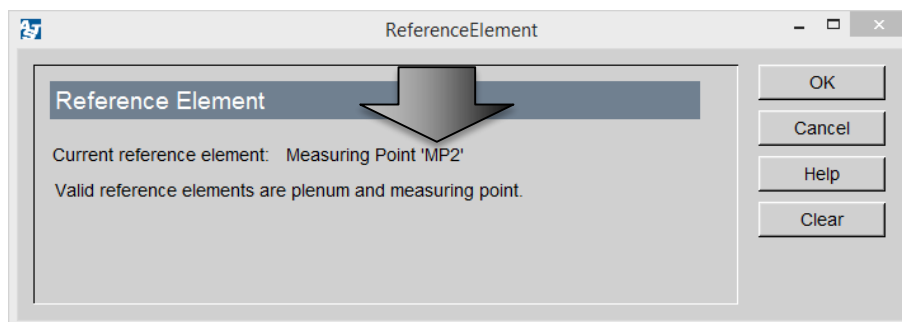 ReferenceElement
Reference Element
Current reference element: Measuring Point 'MP2'
Valid reference elements are plenum and measuring point.
OK
Cancel
Help
Clear